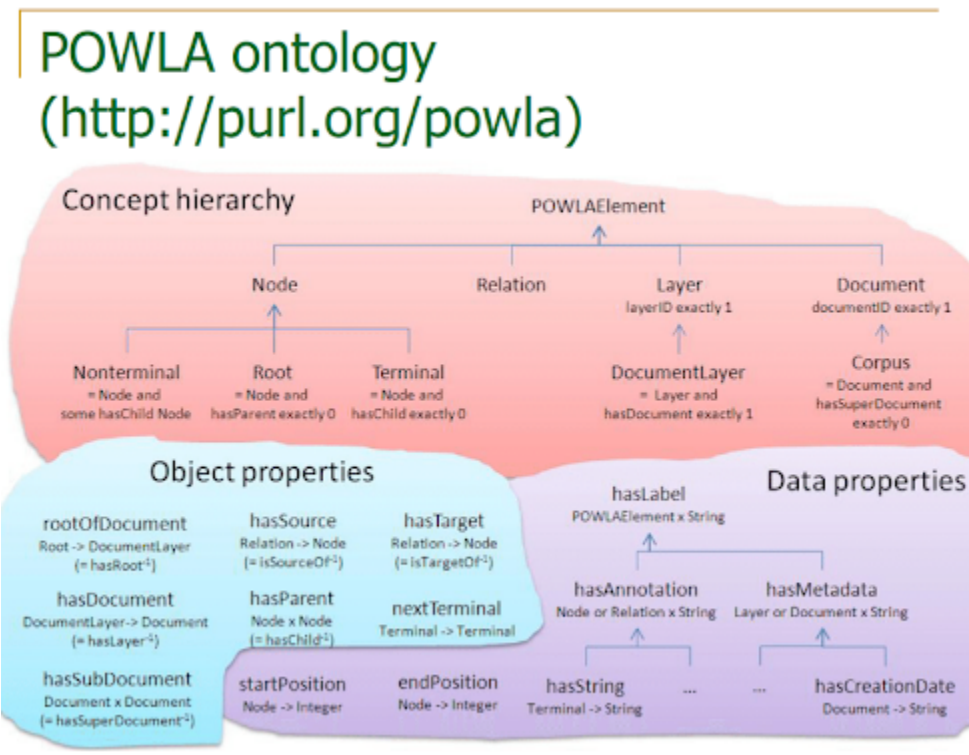 POWLA ontology
(http://purl.org/powla)
Concept hierarchy
POWLAElement
Node
Relation
Layer
layerID exactly 1
Document
documentID exactly 1
Nonterminal
= Node and
some hasChild Node
Root
= Node and
hasParent exactly 0
Terminal
= Node and
hasChild exactly 0
DocumentLayer
= Layer and
hasDocument exactly 1
Corpus
= Document and
hasSuperDocument
exactly 0
Object properties
rootOfDocument
Root -> DocumentLayer
(= hasRoot⁻¹)
hasSource
Relation -> Node
(= isSourceOf⁻¹)
hasTarget
Relation -> Node
(= isTargetOf⁻¹)
hasDocument
DocumentLayer-> Document
(= hasLayer⁻¹)
hasParent
Node x Node
(= hasChild⁻¹)
nextTerminal
Terminal -> Terminal
hasSubDocument
Document x Document
(= hasSuperDocument⁻¹)
Data properties
hasLabel
POWLAElement x String
hasAnnotation
Node or Relation x String
hasMetadata
Layer or Document x String
startPosition
Node -> Integer
endPosition
Node -> Integer
hasString
Terminal -> String
...
...
hasCreationDate
Document -> String